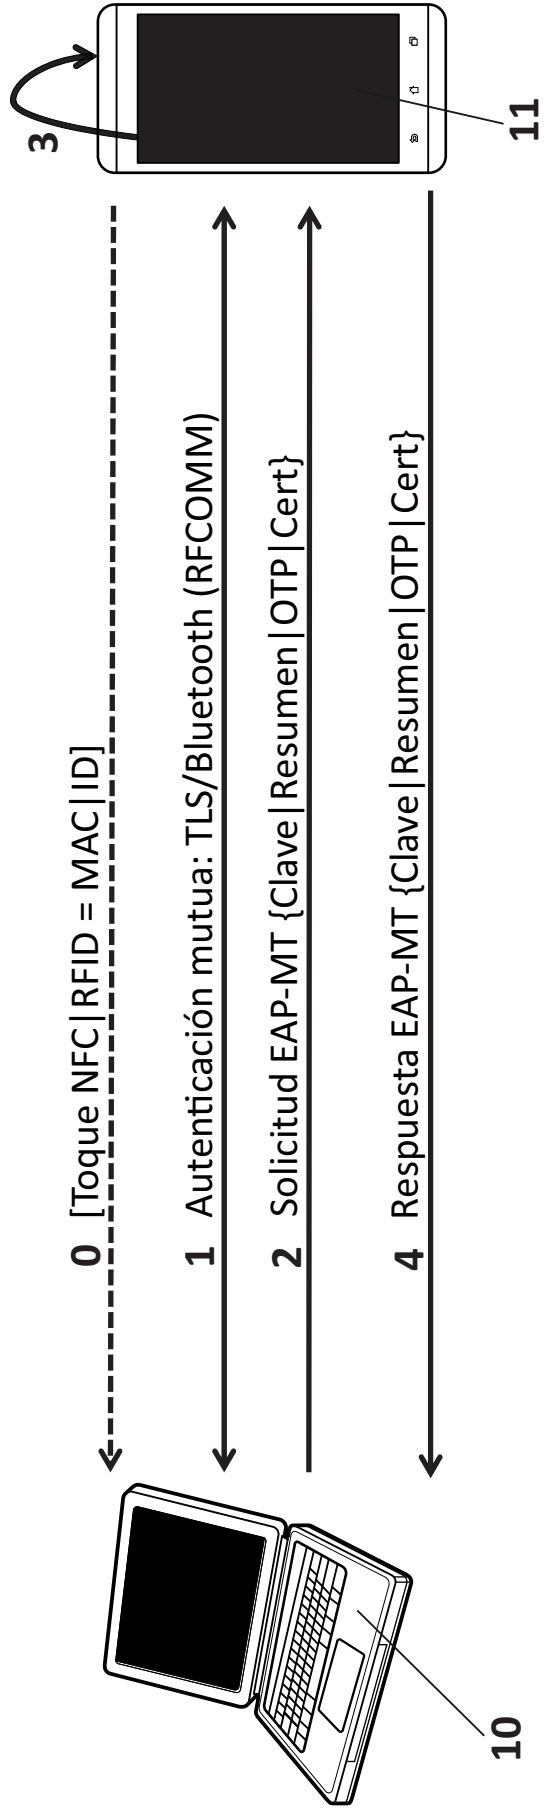 0 [Toque NFC|RFID = MAC|ID]
1 Autenticación mutua: TLS/Bluetooth (RFCOMM)
2 Solicitud EAP-MT {Clave|Resumen|OTP|Cert}
3
4 Respuesta EAP-MT {Clave|Resumen|OTP|Cert}
10
11